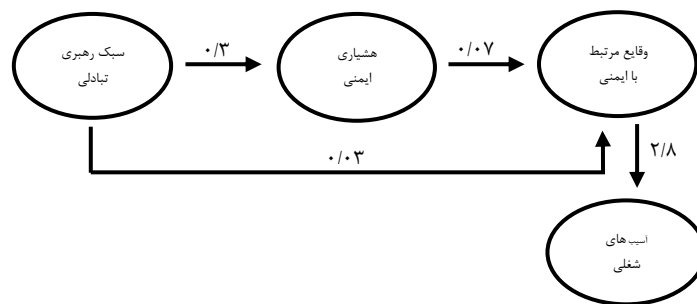 سبک رهبری
تبادلی
۰/۳
هشیاری
ایمنی
۰/۰۷
وقایع مرتبط
با ایمنی
۰/۰۳
۲/۸
آسیب های
شغلی